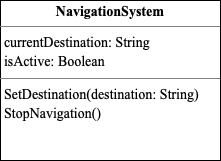 NavigationSystem
currentDestination: String
isActive: Boolean
SetDestination(destination: String)
StopNavigation()